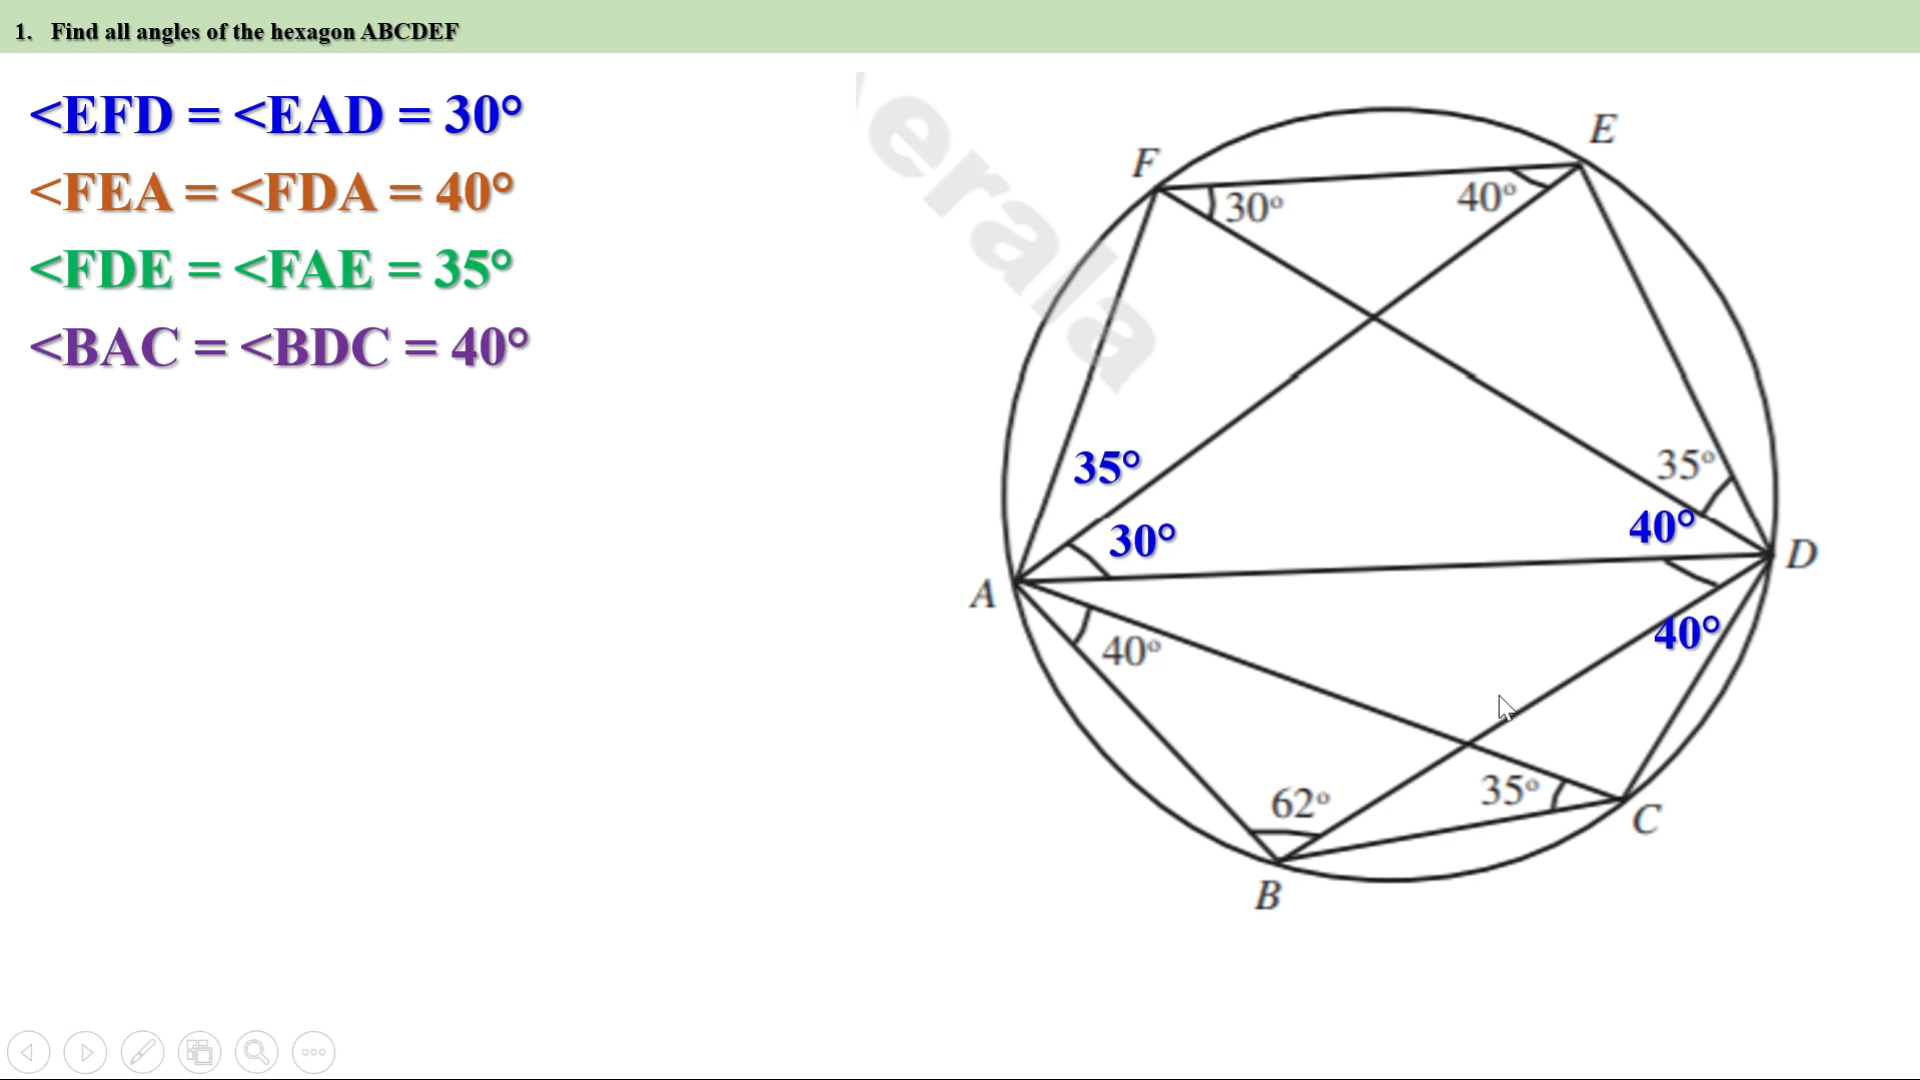 1. Find all angles of the hexagon ABCDEF
<EFD = <EAD = 30°
<FEA = <FDA = 40°
<FDE = <FAE = 35°
<BAC = <BDC = 40°
erala
E
F
30°
40°
35°
35°
30°
40°
D
A
40°
40°
62°
35°
C
B